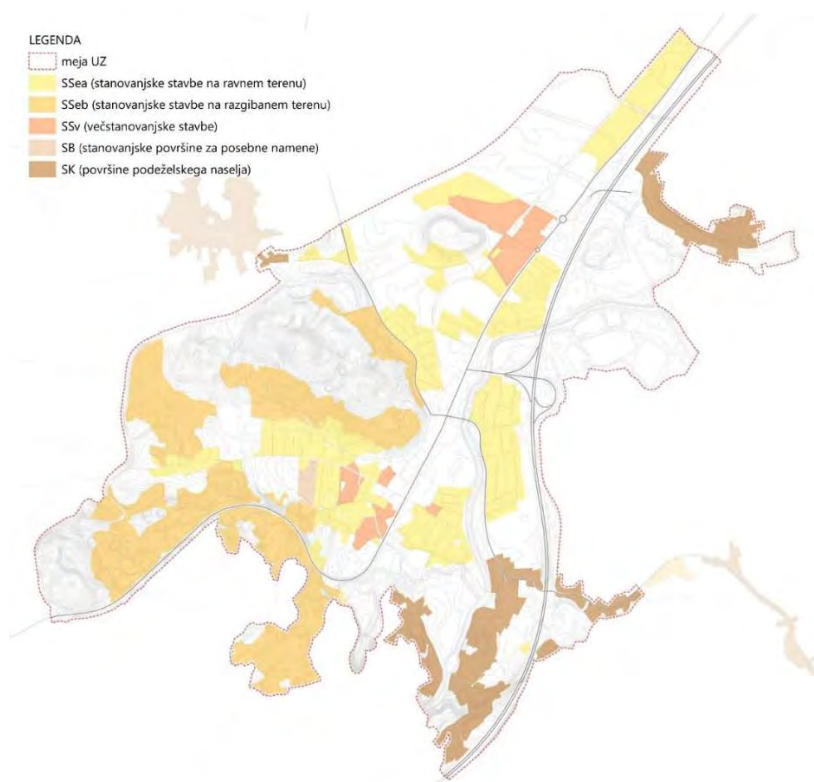 LEGENDA
meja UZ
SSea (stanovanjske stavbe na ravnem terenu)
SSeb (stanovanjske stavbe na razgibanem terenu)
SSv (večstanovanjske stavbe)
SB (stanovanjske površine za posebne namene)
SK (površine podeželskega naselja)